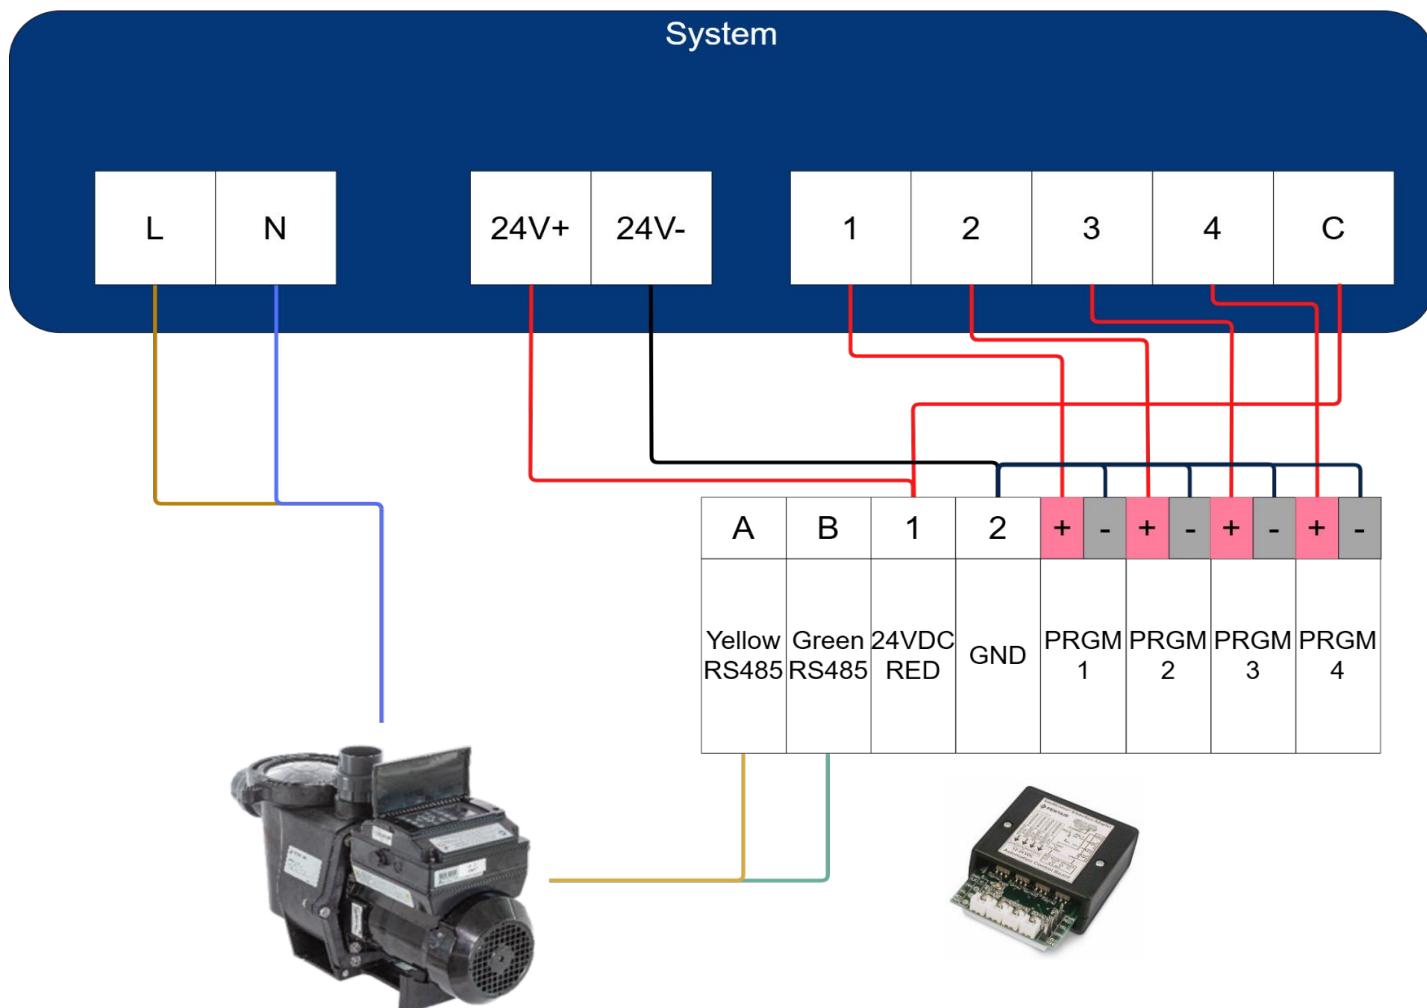 System
L N 24V+ 24V- 1 2 3 4 C
A B 1 2 + - + - + - + -
Yellow RS485
Green RS485
24VDC RED
GND
PRGM 1
PRGM 2
PRGM 3
PRGM 4